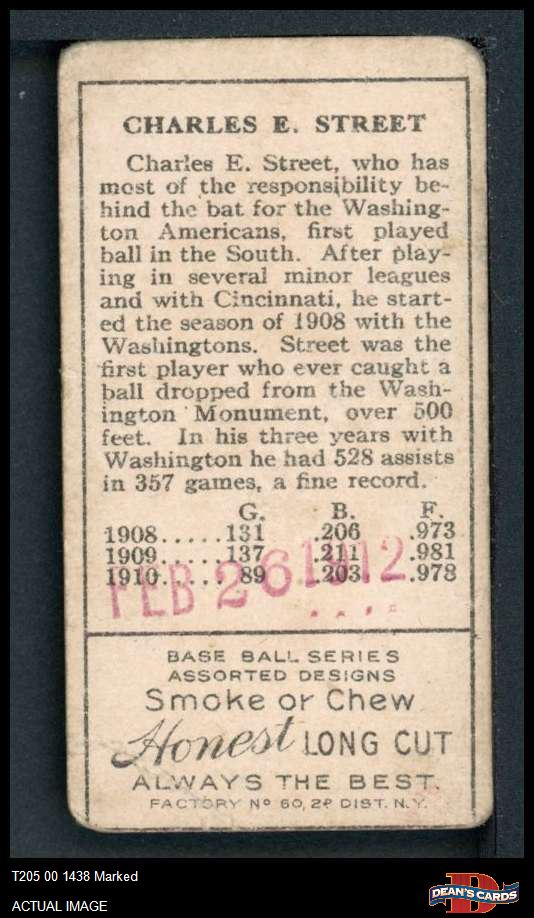 CHARLES E. STREET
Charles E. Street, who has
most of the responsibility be-
hind the bat for the Washing-
ton Americans, first played
ball in the South. After play-
ing in several minor leagues
and with Cincinnati, he start-
ed the season of 1908 with the
Washingtons. Street was the
first player who ever caught a
ball dropped from the Wash-
ington Monument, over 500
feet. In his three years with
Washington he had 528 assists
in 357 games, a fine record.
G. B. F.
1908.....131 .206 .973
1909.....137 .211 .981
1910.....89 .203 .978
FEB 26 1912
BASE BALL SERIES
ASSORTED DESIGNS
Smoke or Chew
Honest LONG CUT
ALWAYS THE BEST.
FACTORY No 60, 2D DIST. N.Y.
T205 00 1438 Marked
ACTUAL IMAGE
D
DEAN'S CARDS